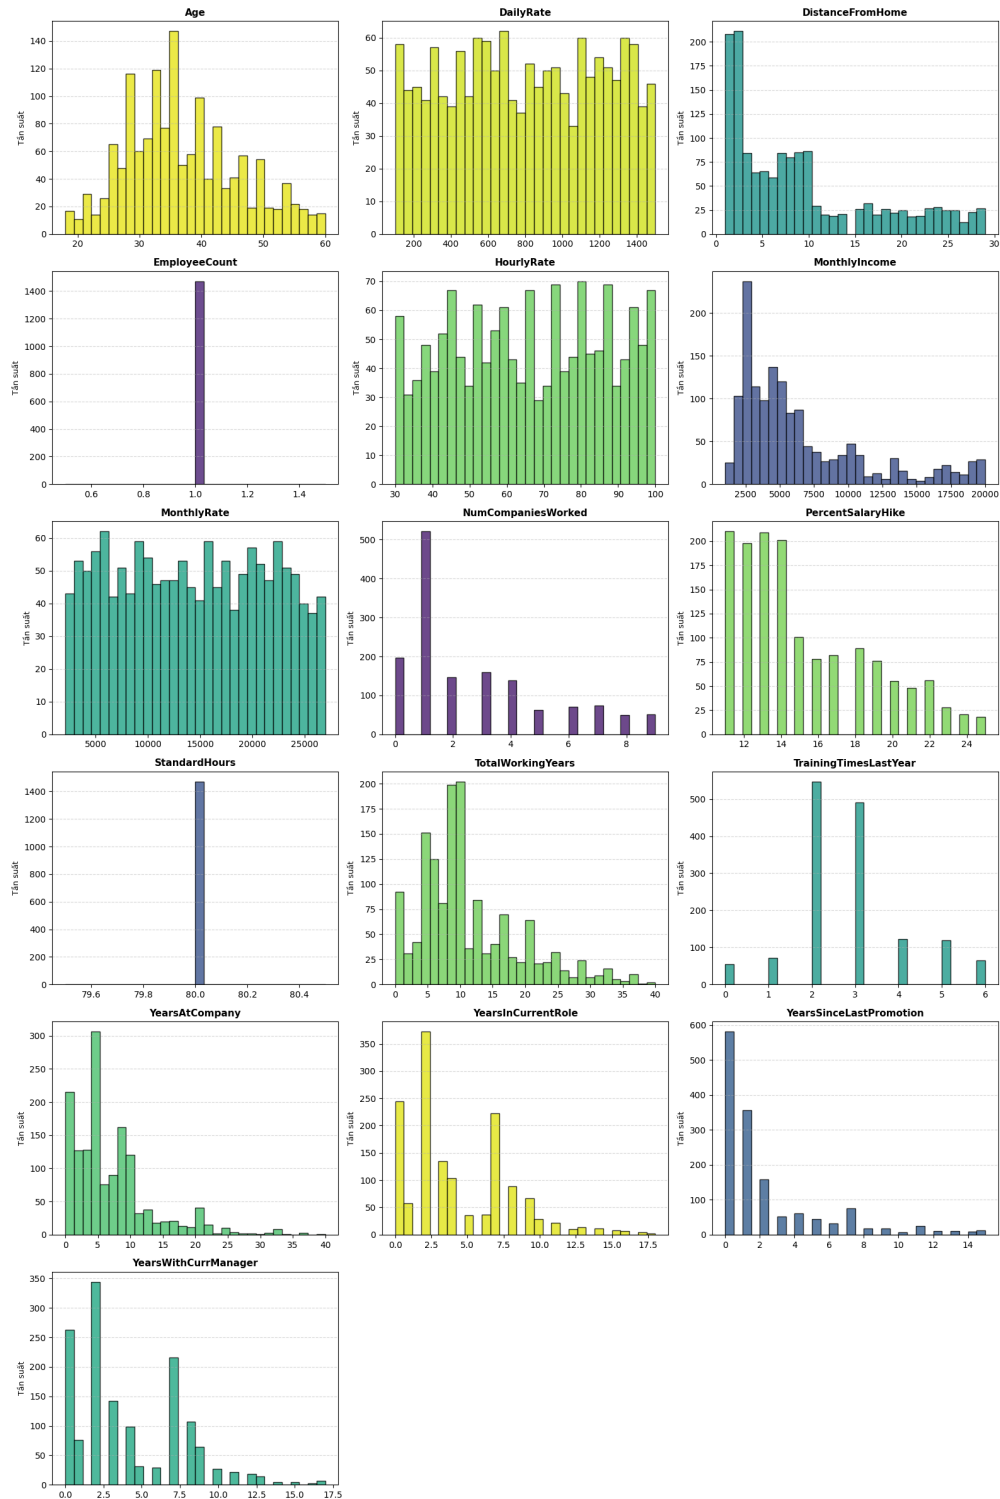 Age
Tần suất
140
120
100
80
60
40
20
0
20 30 40 50 60
DailyRate
Tần suất
60
50
40
30
20
10
0
200 400 600 800 1000 1200 1400
DistanceFromHome
Tần suất
200
175
150
125
100
75
50
25
0
0 5 10 15 20 25 30
EmployeeCount
Tần suất
1400
1200
1000
800
600
400
200
0
0.6 0.8 1.0 1.2 1.4
HourlyRate
Tần suất
70
60
50
40
30
20
10
0
30 40 50 60 70 80 90 100
MonthlyIncome
Tần suất
200
150
100
50
0
2500 5000 7500 10000 12500 15000 17500 20000
MonthlyRate
Tần suất
60
50
40
30
20
10
0
5000 10000 15000 20000 25000
NumCompaniesWorked
Tần suất
500
400
300
200
100
0
0 2 4 6 8
PercentSalaryHike
Tần suất
200
175
150
125
100
75
50
25
0
12 14 16 18 20 22 24
StandardHours
Tần suất
1400
1200
1000
800
600
400
200
0
79.6 79.8 80.0 80.2 80.4
TotalWorkingYears
Tần suất
200
175
150
125
100
75
50
25
0
0 5 10 15 20 25 30 35 40
TrainingTimesLastYear
Tần suất
500
400
300
200
100
0
0 1 2 3 4 5 6
YearsAtCompany
Tần suất
300
250
200
150
100
50
0
0 5 10 15 20 25 30 35 40
YearsInCurrentRole
Tần suất
350
300
250
200
150
100
50
0
0.0 2.5 5.0 7.5 10.0 12.5 15.0 17.5
YearsSinceLastPromotion
Tần suất
600
500
400
300
200
100
0
0 2 4 6 8 10 12 14
YearsWithCurrManager
Tần suất
350
300
250
200
150
100
50
0
0.0 2.5 5.0 7.5 10.0 12.5 15.0 17.5